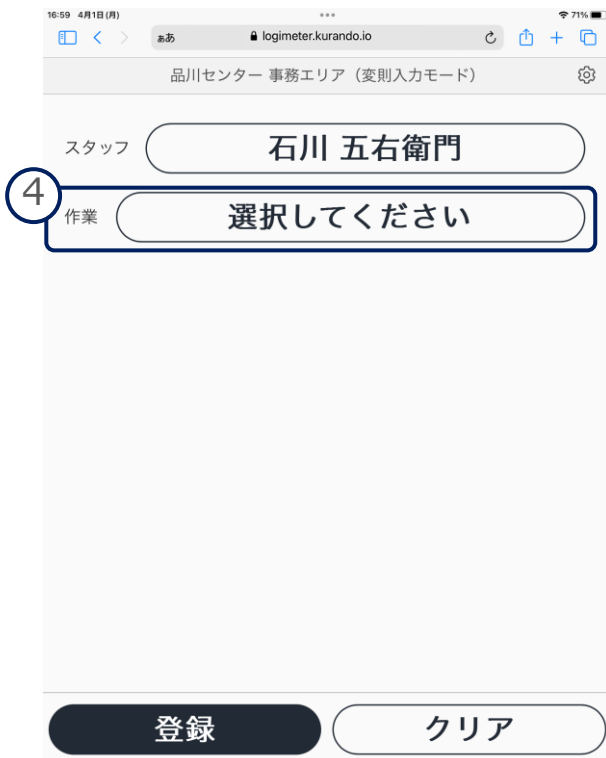 16:59 4月1日(月)
71%
ぁあ
logimeter.kurando.io
品川センター 事務エリア（変則入力モード）
スタッフ 石川 五右衛門
4
作業 選択してください
登録 クリア